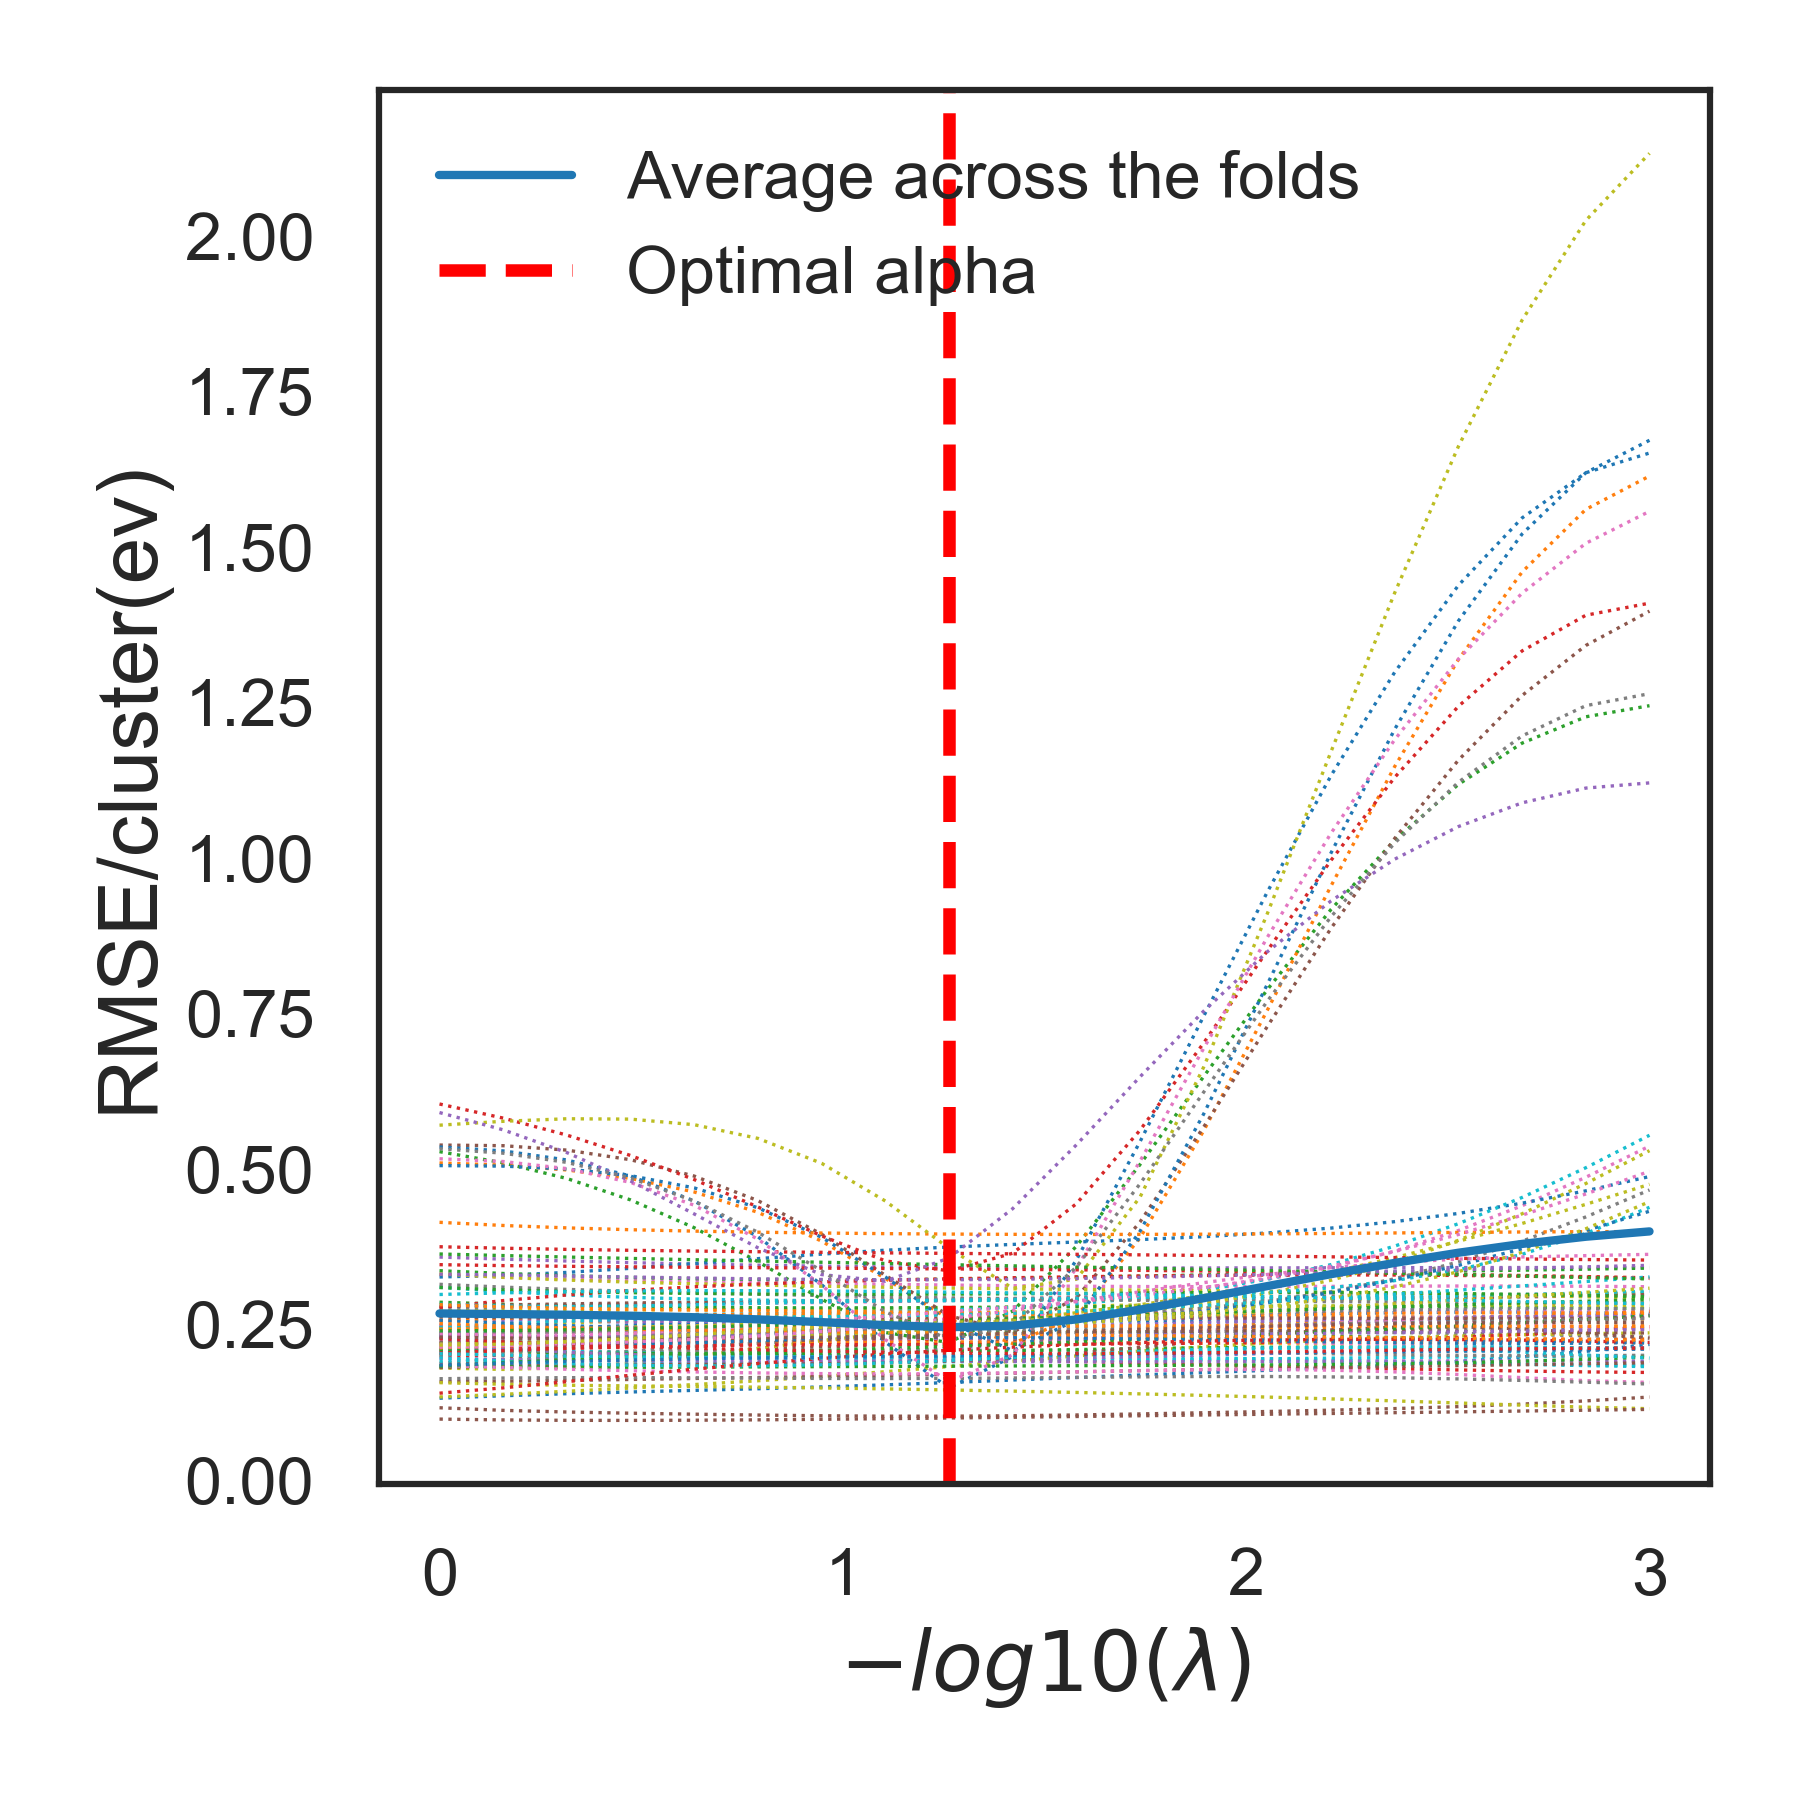 Average across the folds
Optimal alpha
2.00
1.75
1.50
1.25
1.00
0.75
0.50
0.25
0.00
RMSE/cluster(ev)
0 1 2 3
−log10(λ)